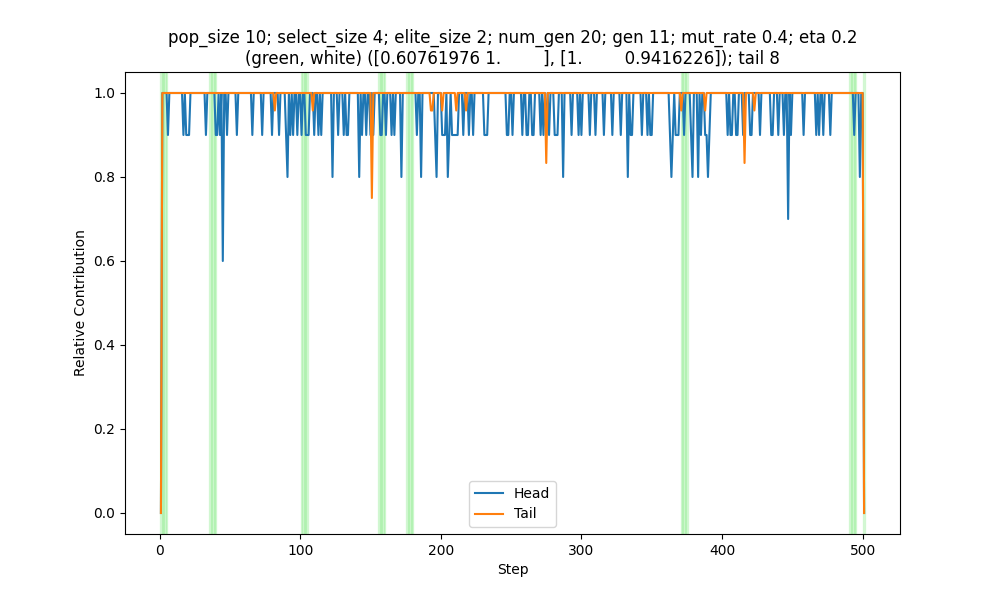 pop_size 10; select_size 4; elite_size 2; num_gen 20; gen 11; mut_rate 0.4; eta 0.2
(green, white) ([0.60761976 1.         ], [1.         0.9416226]); tail 8
1.0
0.8
0.6
0.4
0.2
0.0
Relative Contribution
Head
Tail
0 100 200 300 400 500
Step